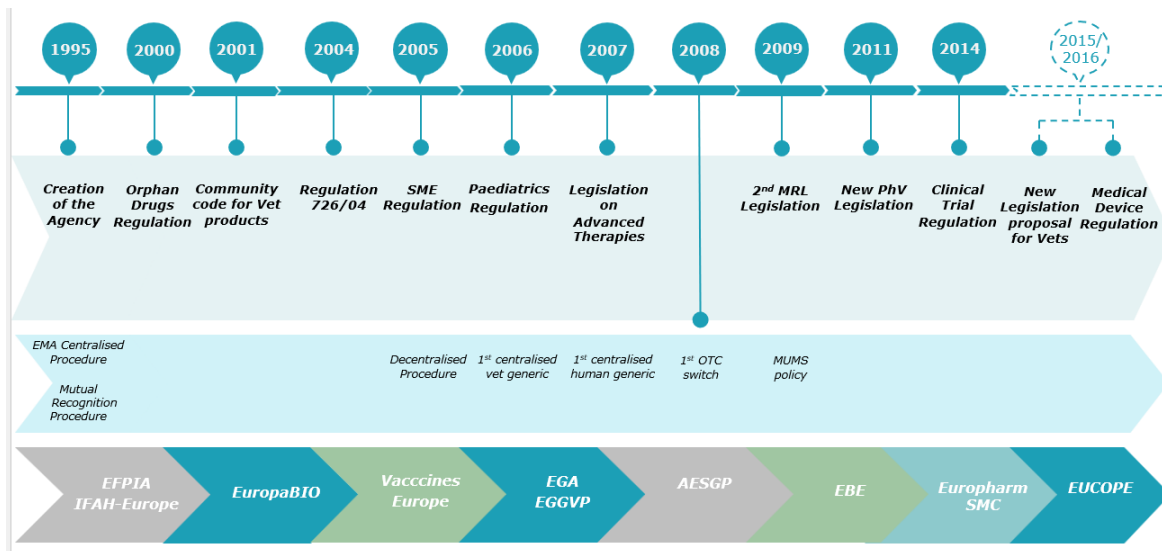 1995
2000
2001
2004
2005
2006
2007
2008
2009
2011
2014
2015/
2016
Creation
of the
Agency
Orphan
Drugs
Regulation
Community
code for Vet
products
Regulation
726/04
SME
Regulation
Paediatrics
Regulation
Legislation
on
Advanced
Therapies
2nd MRL
Legislation
New PhV
Legislation
Clinical
Trial
Regulation
New
Legislation
proposal
for Vets
Medical
Device
Regulation
EMA Centralised
Procedure
Mutual
Recognition
Procedure
Decentralised
Procedure
1st centralised
vet generic
1st centralised
human generic
1st OTC
switch
MUMS
policy
EFPIA
IFAH-Europe
EuropaBIO
Vacccines
Europe
EGA
EGGVP
AESGP
EBE
Europharm
SMC
EUCOPE